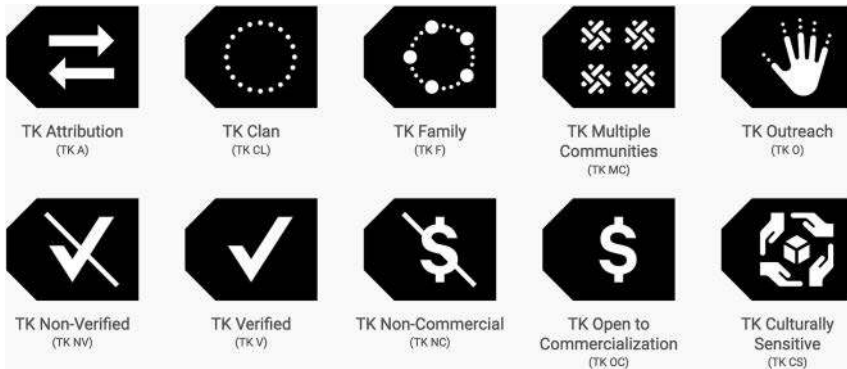 TK Attribution
(TK A)
TK Clan
(TK CL)
TK Family
(TK F)
TK Multiple
Communities
(TK MC)
TK Outreach
(TK O)
TK Non-Verified
(TK NV)
TK Verified
(TK V)
TK Non-Commercial
(TK NC)
TK Open to
Commercialization
(TK OC)
TK Culturally
Sensitive
(TK CS)